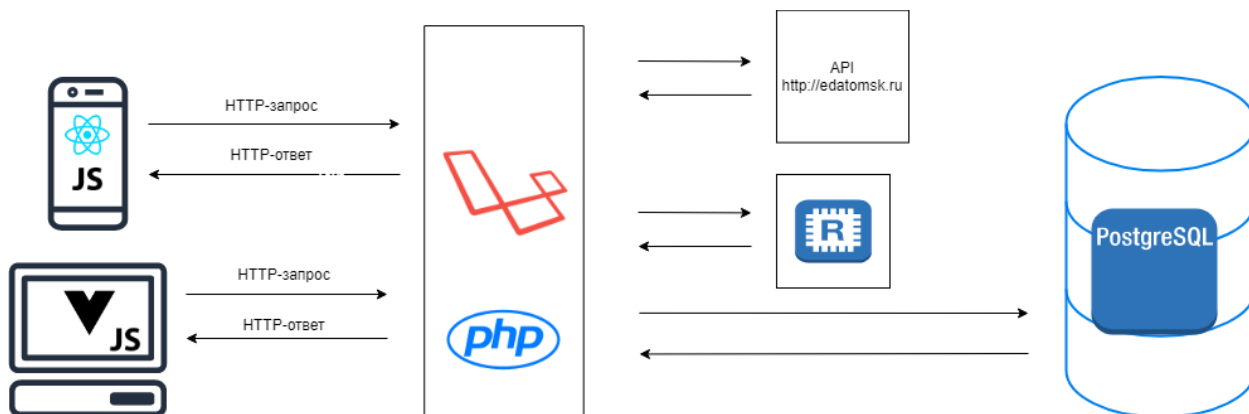 HTTP-запрос
HTTP-ответ
JS
HTTP-запрос
HTTP-ответ
JS
php
API
http://edatomsk.ru
R
PostgreSQL